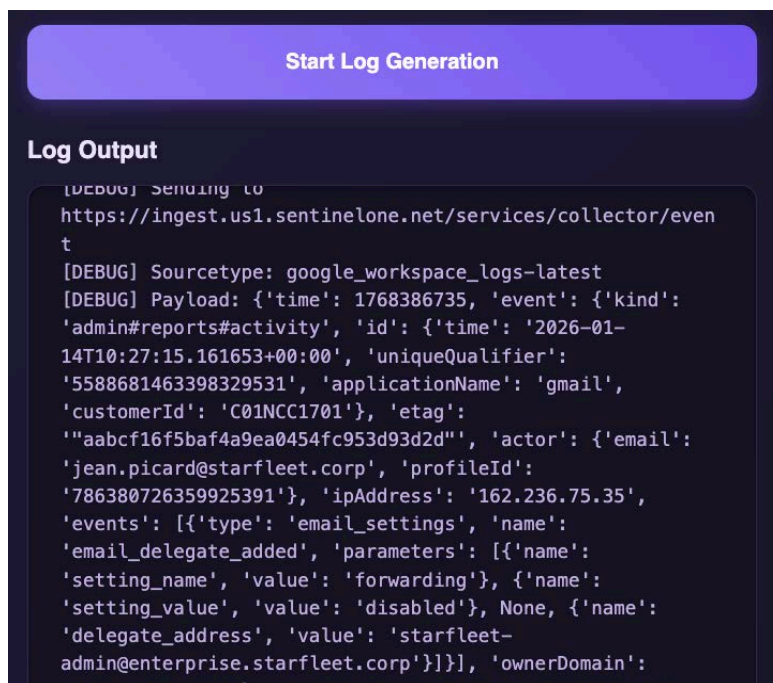 Start Log Generation
Log Output
[DEBUG] Sending to
https://ingest.us1.sentinelone.net/services/collector/even
t
[DEBUG] Sourcetype: google_workspace_logs-latest
[DEBUG] Payload: {'time': 1768386735, 'event': {'kind':
'admin#reports#activity', 'id': {'time': '2026-01-
14T10:27:15.161653+00:00', 'uniqueQualifier':
'5588681463398329531', 'applicationName': 'gmail',
'customerId': 'C01NCC1701'}, 'etag':
'"aabcf16f5baf4a9ea0454fc953d93d2d"', 'actor': {'email':
'jean.picard@starfleet.corp', 'profileId':
'786380726359925391'}, 'ipAddress': '162.236.75.35',
'events': [{'type': 'email_settings', 'name':
'email_delegate_added', 'parameters': [{'name':
'setting_name', 'value': 'forwarding'}, {'name':
'setting_value', 'value': 'disabled'}, None, {'name':
'delegate_address', 'value': 'starfleet-
admin@enterprise.starfleet.corp'}]}], 'ownerDomain':